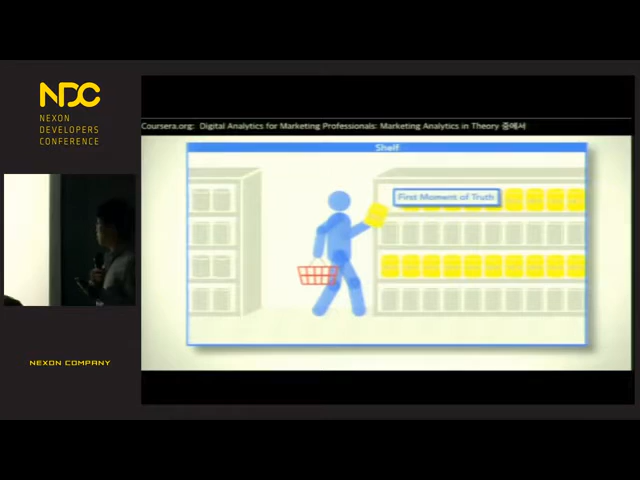 NDC
NEXON
DEVELOPERS
CONFERENCE
NEXON COMPANY
Coursera.org: Digital Analytics for Marketing Professionals: Marketing Analytics in Theory 중에서
Shelf
First Moment of Truth